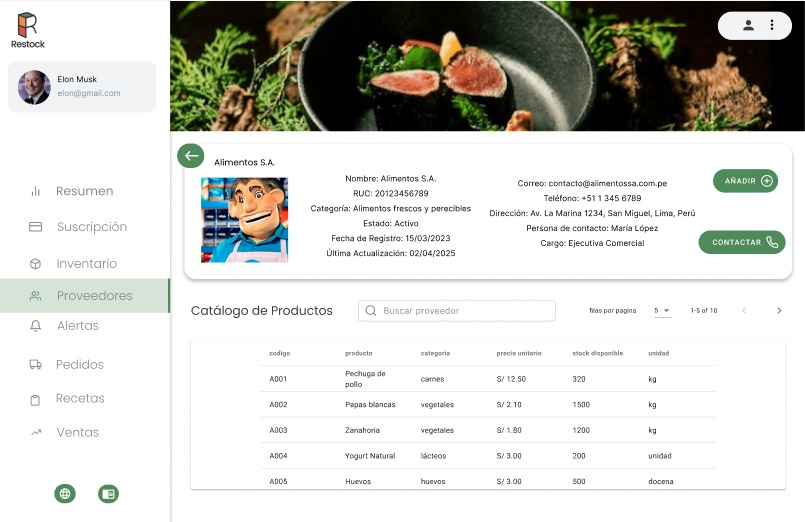 Restock
Elon Musk
elon@gmail.com
Resumen
Suscripción
Inventario
Proveedores
Alertas
Pedidos
Recetas
Ventas
Alimentos S.A.
Nombre: Alimentos S.A.
RUC: 20123456789
Categoría: Alimentos frescos y perecibles
Estado: Activo
Fecha de Registro: 15/03/2023
Última Actualización: 02/04/2025
Correo: contacto@alimentossa.com.pe
Teléfono: +51 1 345 6789
Dirección: Av. La Marina 1234, San Miguel, Lima, Perú
Persona de contacto: María López
Cargo: Ejecutiva Comercial
AÑADIR
CONTACTAR
Catálogo de Productos
Buscar proveedor
filas por pagina 5 1-5 of 10
codigo producto categoria precio unitario stock disponible unidad
A001 Pechuga de pollo carnes S/ 12.50 320 kg
A002 Papas blancas vegetales S/ 2.10 1500 kg
A003 Zanahoria vegetales S/ 1.80 1200 kg
A004 Yogurt Natural lácteos S/ 3.00 200 unidad
A005 Huevos huevos S/ 3.00 500 docena